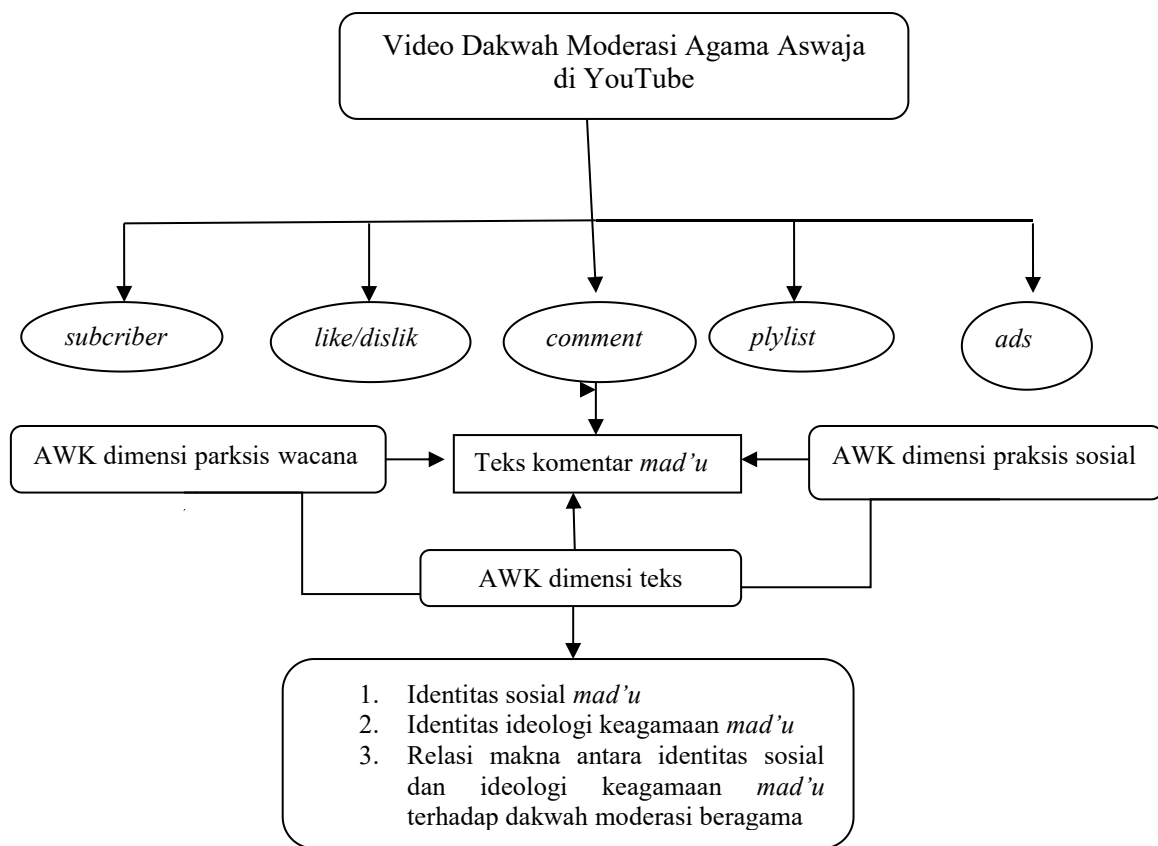 Video Dakwah Moderasi Agama Aswaja
di YouTube
subcriber
like/dislik
comment
plylist
ads
AWK dimensi parksis wacana
Teks komentar mad’u
AWK dimensi praksis sosial
AWK dimensi teks
1. Identitas sosial mad’u
2. Identitas ideologi keagamaan mad’u
3. Relasi makna antara identitas sosial
dan ideologi keagamaan mad’u
terhadap dakwah moderasi beragama